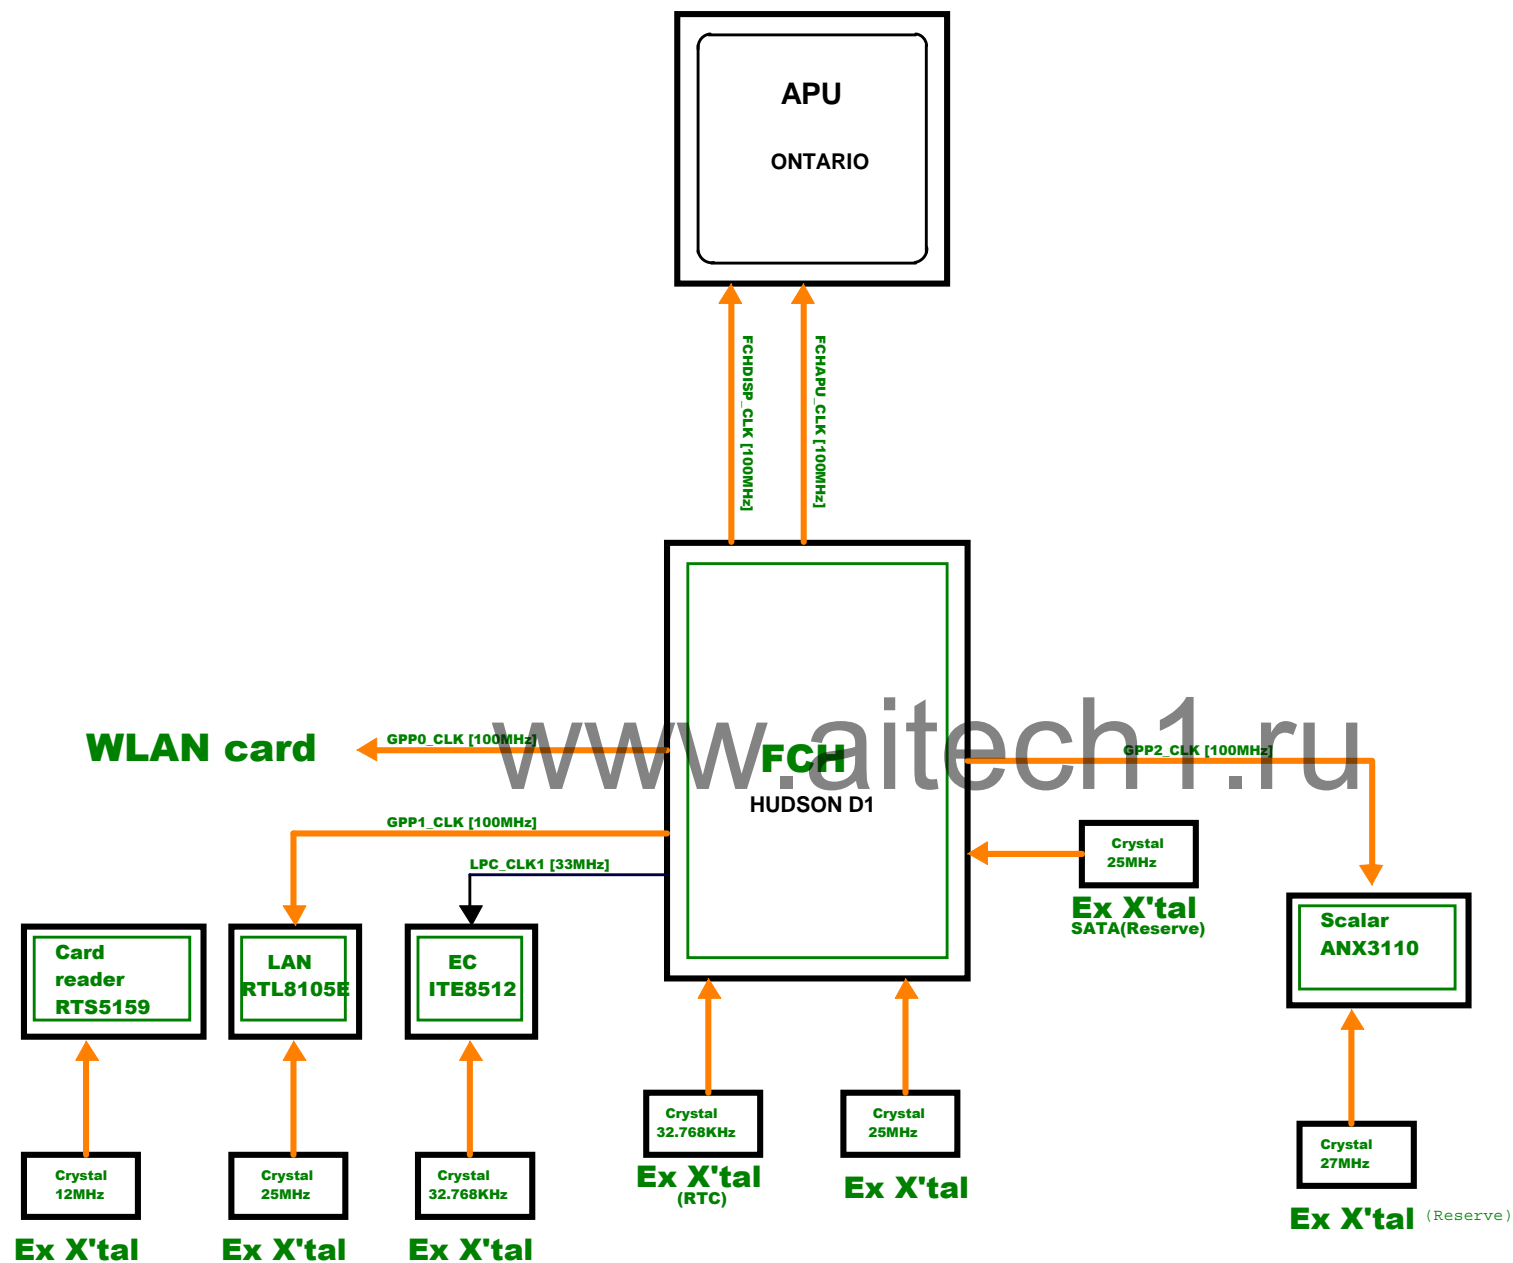 APU
ONTARIO
FCHDISP_CLK [100MHz]
FCHAPU_CLK [100MHz]
www.aitech1.ru
WLAN card
GPP0_CLK [100MHz]
FCH
HUDSON D1
GPP2_CLK [100MHz]
GPP1_CLK [100MHz]
LPC_CLK1 [33MHz]
Crystal
25MHz
Ex X'tal
SATA(Reserve)
Scalar
ANX3110
Card
reader
RTS5159
LAN
RTL8105E
EC
ITE8512
Crystal
32.768KHz
Ex X'tal
(RTC)
Crystal
25MHz
Ex X'tal
Crystal
27MHz
Ex X'tal (Reserve)
Crystal
12MHz
Ex X'tal
Crystal
25MHz
Ex X'tal
Crystal
32.768KHz
Ex X'tal